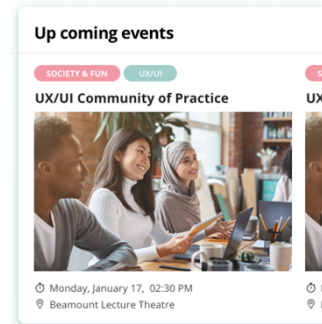 Up coming events
SOCIETY & FUN
UX/UI
UX/UI Community of Practice
UX
Monday, January 17, 02:30 PM
Beamount Lecture Theatre